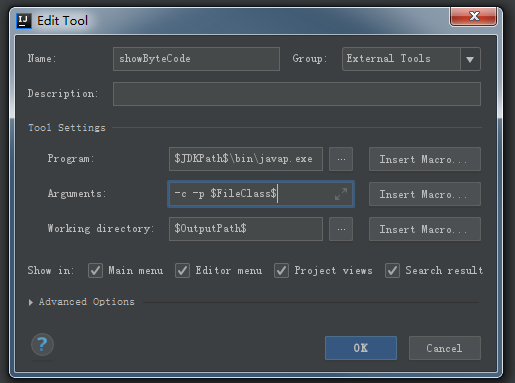 IJ Edit Tool
Name: showByteCode Group: External Tools
Description:
Tool Settings
Program: $JDKPath$\bin\javap.exe ... Insert Macro...
Arguments: -c -p $FileClass$ Insert Macro...
Working directory: $OutputPath$ ... Insert Macro...
Show in: Main menu Editor menu Project views Search result
Advanced Options
? OK Cancel